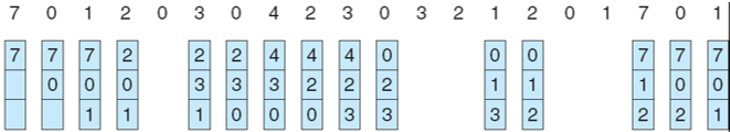 7 0 1 2 0 3 0 4 2 3 0 3 2 1 2 0 1 7 0 1
7 7 7 2 2 2 4 4 4 0 0 0 7 7 7
0 0 0 3 3 3 2 2 2 1 1 1 0 0
1 1 1 0 0 0 3 3 3 2 2 2 1